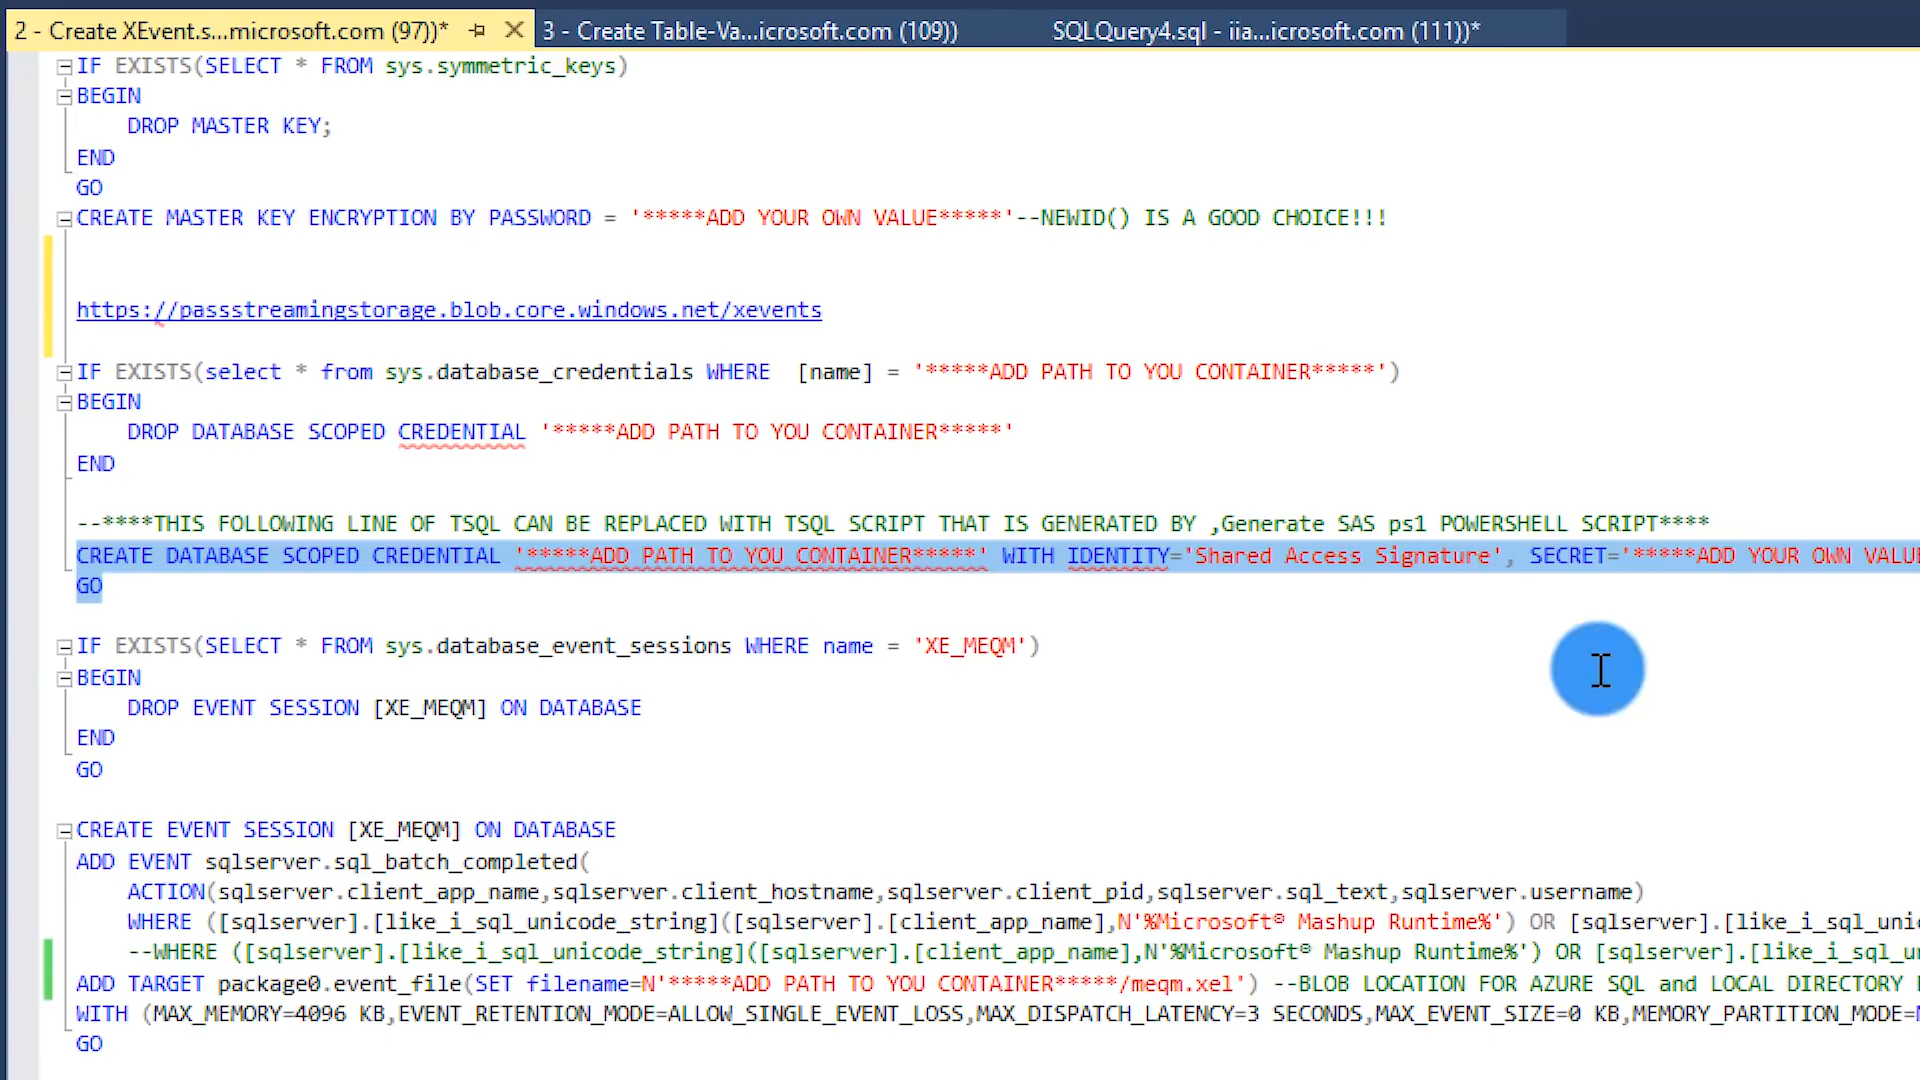 2 - Create XEvent.s...microsoft.com (97))* 3 - Create Table-Va...icrosoft.com (109)) SQLQuery4.sql - iia...icrosoft.com (111))*
IF EXISTS(SELECT * FROM sys.symmetric_keys)
BEGIN
DROP MASTER KEY;
END
GO
CREATE MASTER KEY ENCRYPTION BY PASSWORD = '*****ADD YOUR OWN VALUE*****'--NEWID() IS A GOOD CHOICE!!!
https://passstreamingstorage.blob.core.windows.net/xevents
IF EXISTS(select * from sys.database_credentials WHERE [name] = '*****ADD PATH TO YOU CONTAINER*****')
BEGIN
DROP DATABASE SCOPED CREDENTIAL '*****ADD PATH TO YOU CONTAINER*****'
END
--****THIS FOLLOWING LINE OF TSQL CAN BE REPLACED WITH TSQL SCRIPT THAT IS GENERATED BY ,Generate SAS ps1 POWERSHELL SCRIPT****
CREATE DATABASE SCOPED CREDENTIAL '*****ADD PATH TO YOU CONTAINER*****' WITH IDENTITY='Shared Access Signature', SECRET='*****ADD YOUR OWN VALUE
GO
IF EXISTS(SELECT * FROM sys.database_event_sessions WHERE name = 'XE_MEQM')
BEGIN
DROP EVENT SESSION [XE_MEQM] ON DATABASE
END
GO
CREATE EVENT SESSION [XE_MEQM] ON DATABASE
ADD EVENT sqlserver.sql_batch_completed(
ACTION(sqlserver.client_app_name,sqlserver.client_hostname,sqlserver.client_pid,sqlserver.sql_text,sqlserver.username)
WHERE ([sqlserver].[like_i_sql_unicode_string]([sqlserver].[client_app_name],N'%Microsoft® Mashup Runtime%') OR [sqlserver].[like_i_sql_unic
--WHERE ([sqlserver].[like_i_sql_unicode_string]([sqlserver].[client_app_name],N'%Microsoft® Mashup Runtime%') OR [sqlserver].[like_i_sql_u
ADD TARGET package0.event_file(SET filename=N'*****ADD PATH TO YOU CONTAINER*****/meqm.xel') --BLOB LOCATION FOR AZURE SQL and LOCAL DIRECTORY
WITH (MAX_MEMORY=4096 KB,EVENT_RETENTION_MODE=ALLOW_SINGLE_EVENT_LOSS,MAX_DISPATCH_LATENCY=3 SECONDS,MAX_EVENT_SIZE=0 KB,MEMORY_PARTITION_MODE=
GO